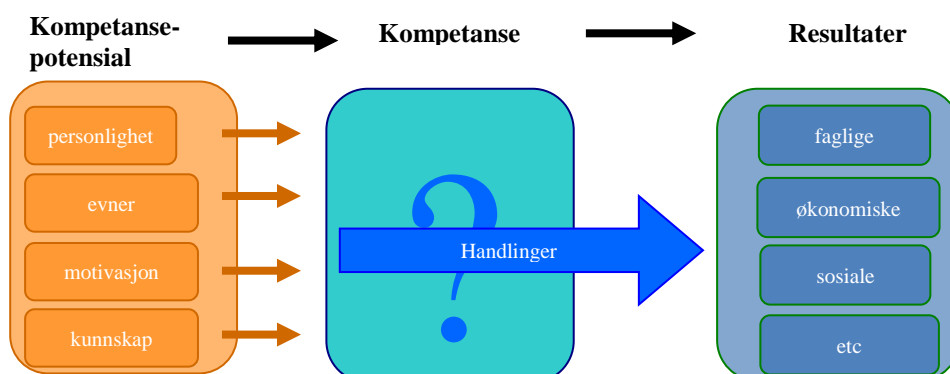 Kompetanse-
potensial
Kompetanse
Resultater
personlighet
evner
motivasjon
kunnskap
?
Handlinger
faglige
økonomiske
sosiale
etc